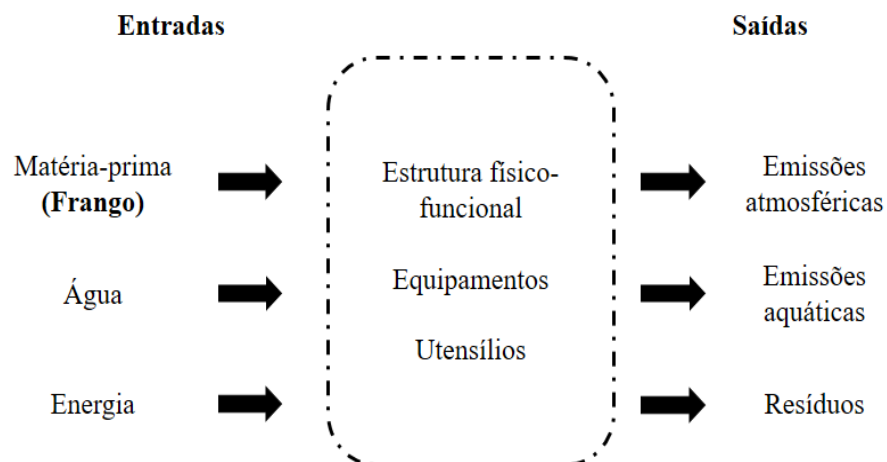 Entradas
Saídas
Matéria-prima
(Frango)
Estrutura físico-
funcional
Emissões
atmosféricas
Água
Equipamentos
Emissões
aquáticas
Utensílios
Energia
Resíduos